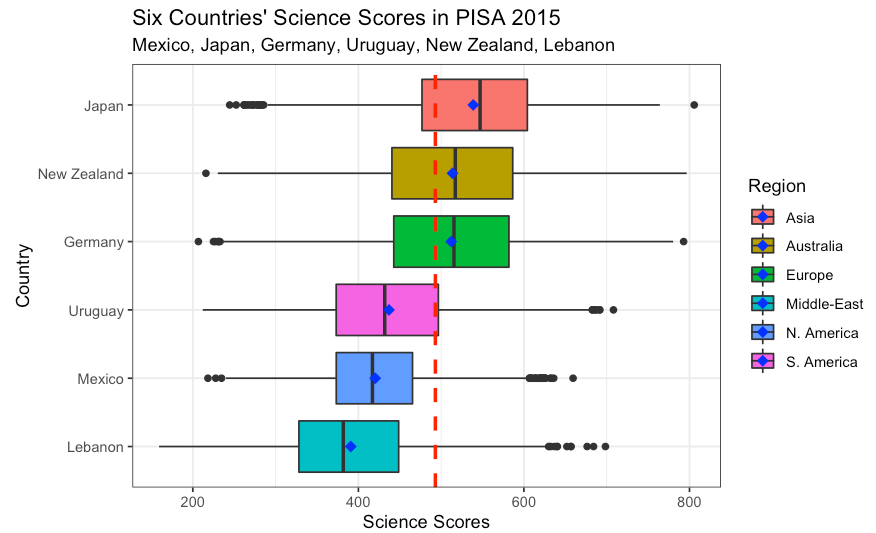 Six Countries' Science Scores in PISA 2015
Mexico, Japan, Germany, Uruguay, New Zealand, Lebanon
Country
Japan
New Zealand
Germany
Uruguay
Mexico
Lebanon
200 400 600 800
Science Scores
Region
Asia
Australia
Europe
Middle-East
N. America
S. America